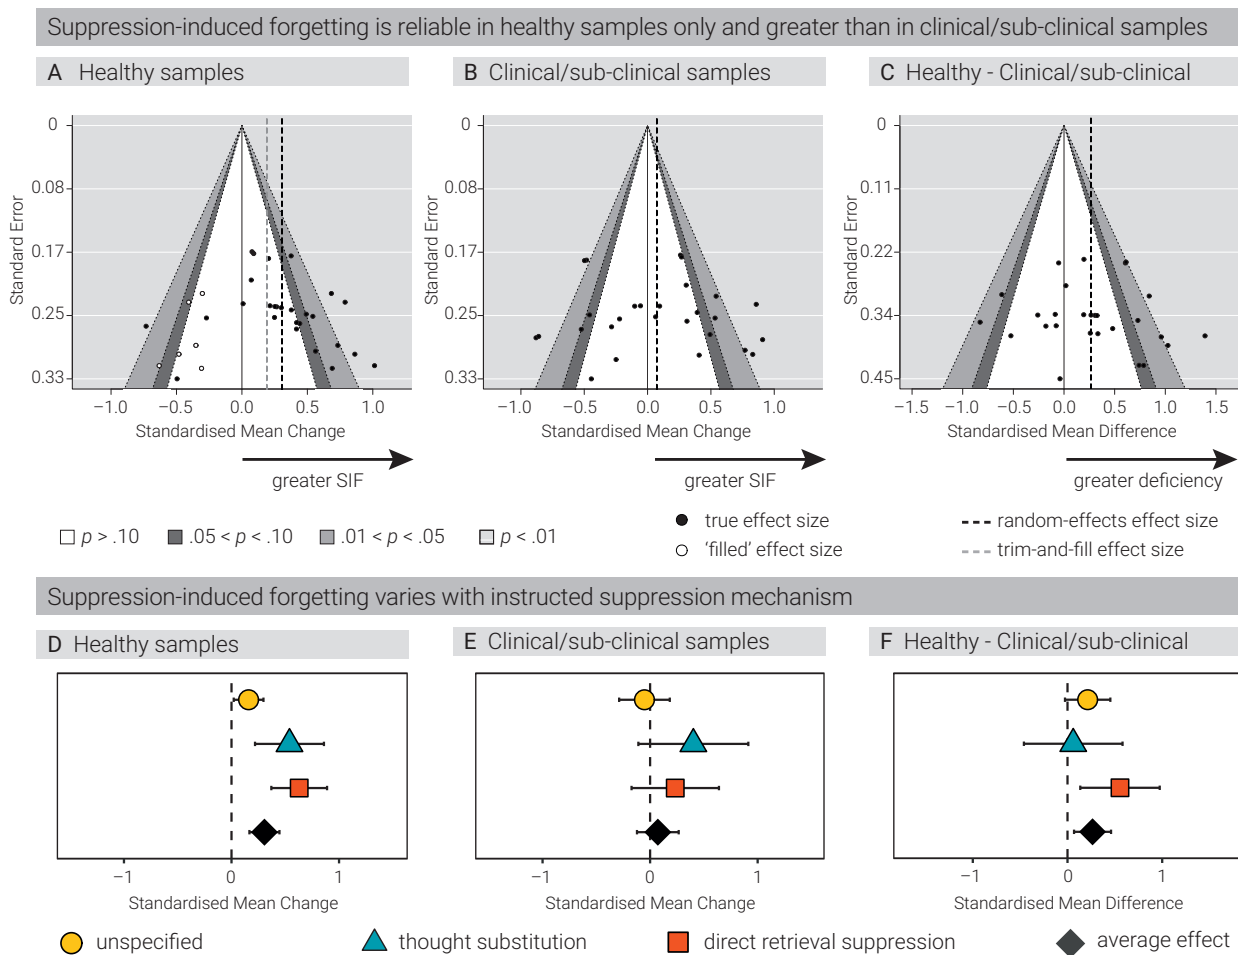 Suppression-induced forgetting is reliable in healthy samples only and greater than in clinical/sub-clinical samples
A Healthy samples
B Clinical/sub-clinical samples
C Healthy - Clinical/sub-clinical
Standard Error
0
0.08
0.17
0.25
0.33
−1.0 −0.5 0.0 0.5 1.0
Standardised Mean Change
greater SIF
Standard Error
0
0.08
0.17
0.25
0.33
−1.0 −0.5 0.0 0.5 1.0
Standardised Mean Change
greater SIF
Standard Error
0
0.11
0.22
0.34
0.45
−1.5 −1.0 −0.5 0.0 0.5 1.0 1.5
Standardised Mean Difference
greater deficiency
p > .10 .05 < p < .10 .01 < p < .05 p < .01
true effect size
'filled' effect size
random-effects effect size
trim-and-fill effect size
Suppression-induced forgetting varies with instructed suppression mechanism
D Healthy samples
E Clinical/sub-clinical samples
F Healthy - Clinical/sub-clinical
−1 0 1
Standardised Mean Change
−1 0 1
Standardised Mean Change
−1 0 1
Standardised Mean Difference
unspecified
thought substitution
direct retrieval suppression
average effect